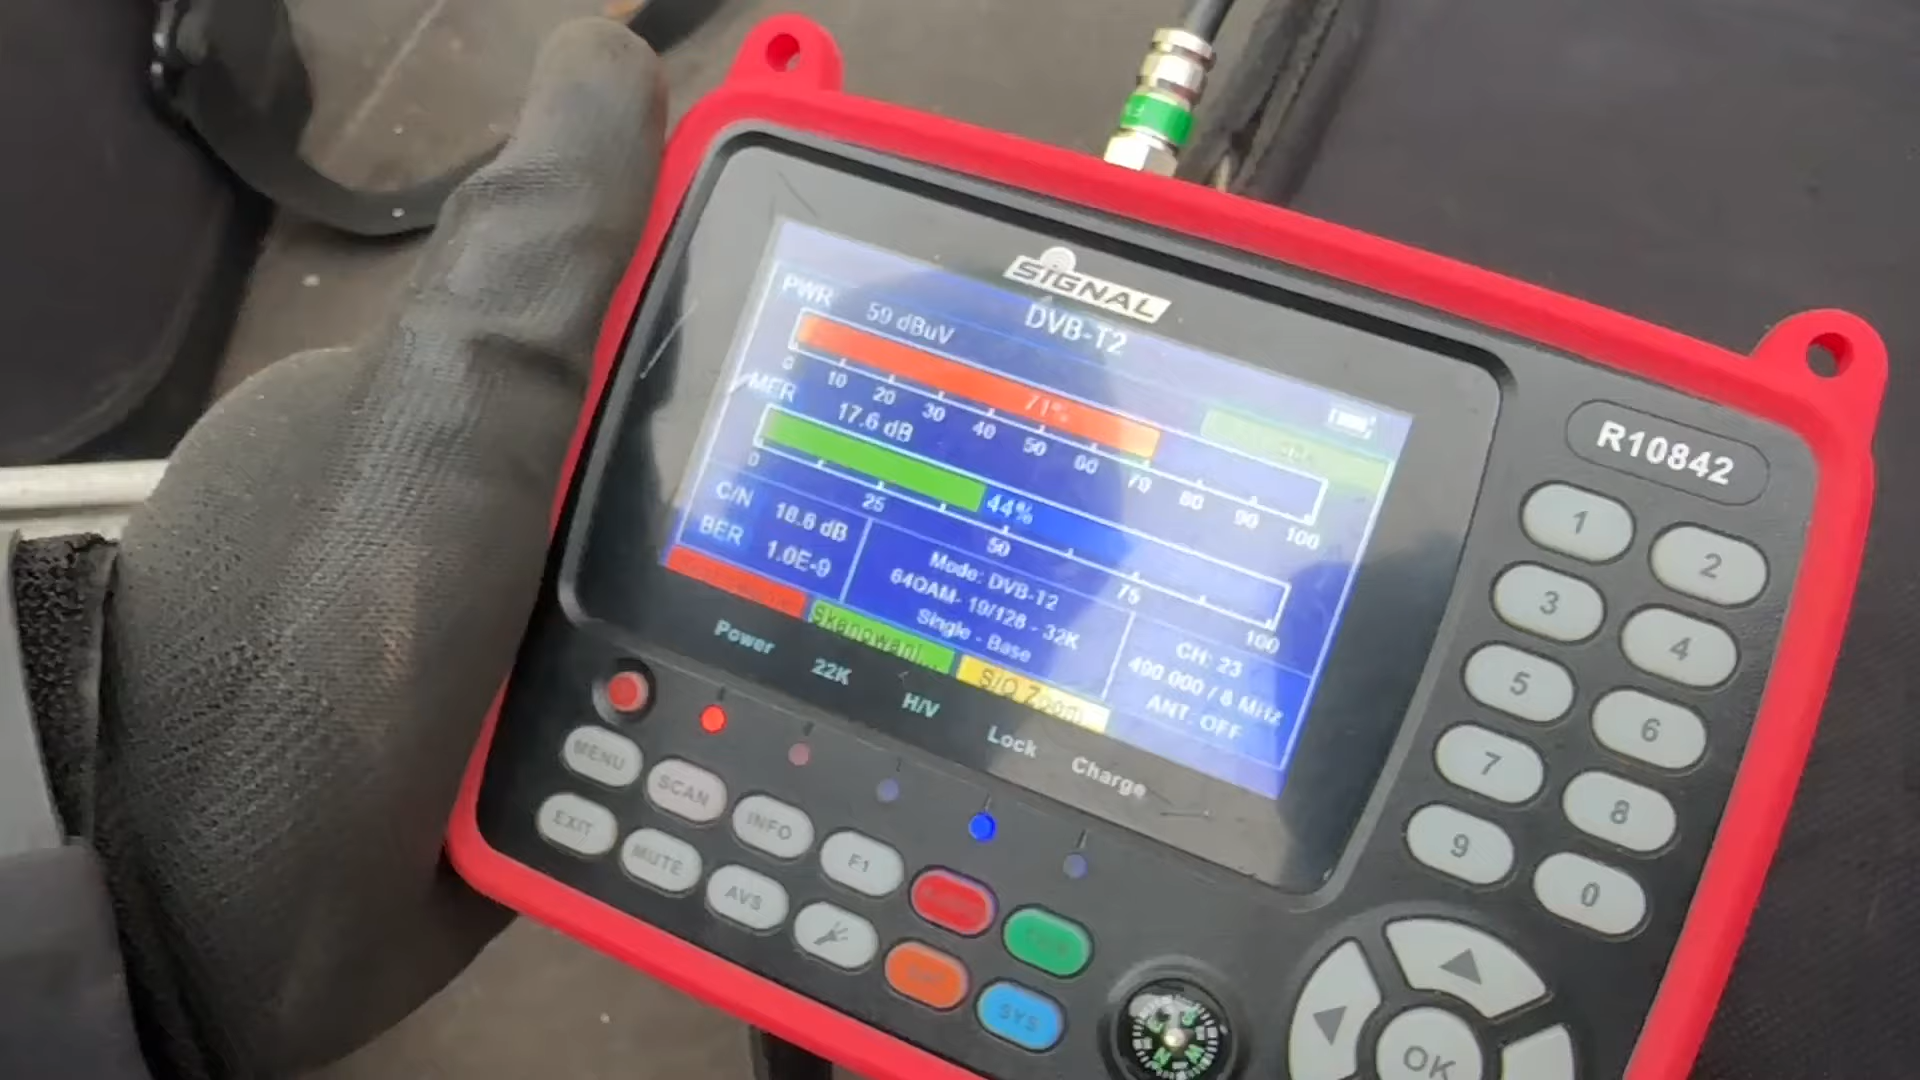 SIGNAL
DVB-T2
PWR
59 dBuV
71%
0 10 20 30 40 50 60 70 80 90 100
MER
17.6 dB
44%
0 25 50 75 100
C/N
18.6 dB
BER
1.0E-9
Mode: DVB-T2
64QAM- 19/128 - 32K
Single - Base
CH: 23
490.000 / 8 MHz
ANT. OFF
Skanowani...
S/Q Zoom
Power
22K
H/V
Lock
Charge
R10842
1
2
3
4
5
6
7
8
9
0
MENU
SCAN
INFO
F1
EXIT
MUTE
AVS
SYS
OK
N